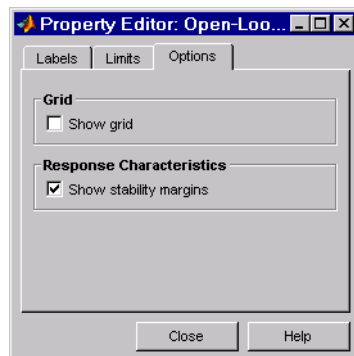 Property Editor: Open-Loo...
Labels Limits Options
Grid
Show grid
Response Characteristics
Show stability margins
Close Help